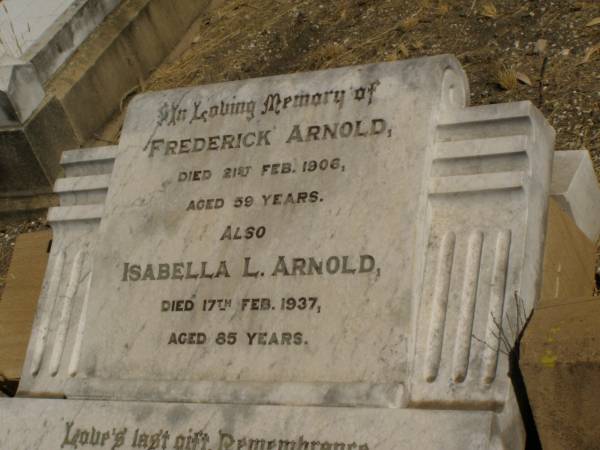 In Loving Memory of
FREDERICK ARNOLD,
DIED 21ST FEB. 1906,
AGED 59 YEARS.
ALSO
ISABELLA L. ARNOLD,
DIED 17TH FEB. 1937,
AGED 85 YEARS.
Love's last gift, Remembrance